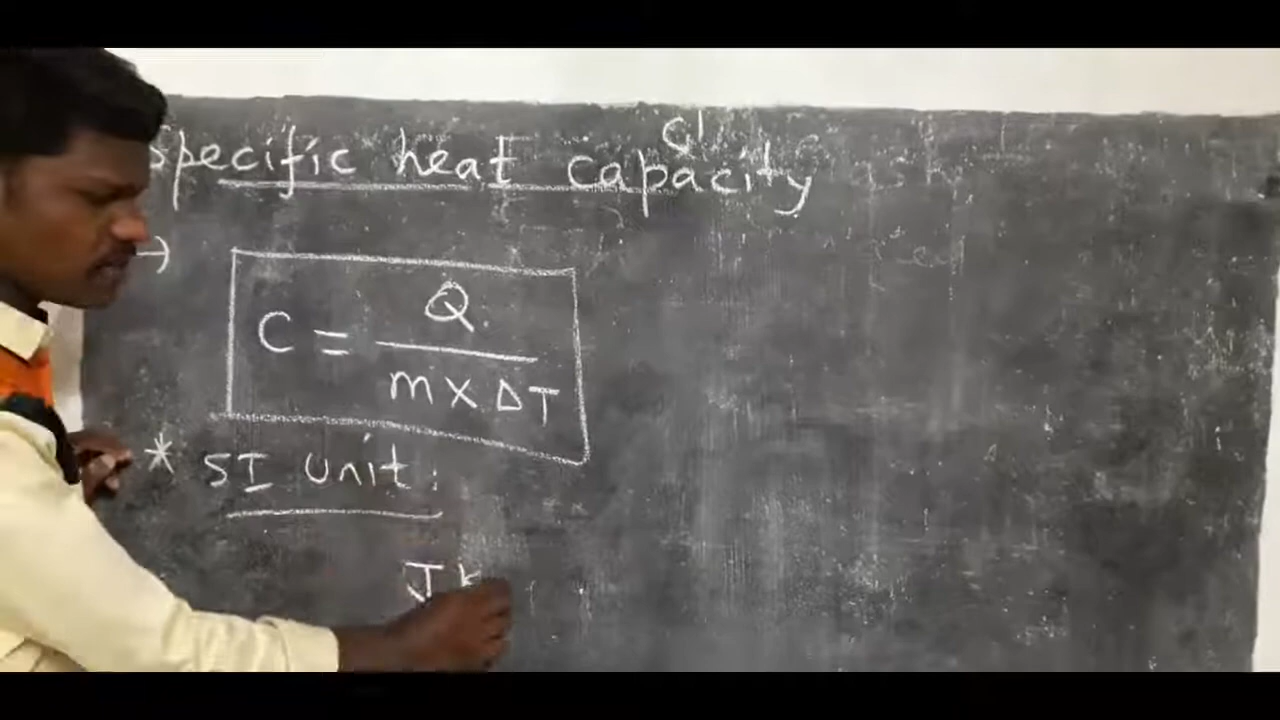 specific heat capacity
→
C = Q / m × ΔT
* SI Unit:
J